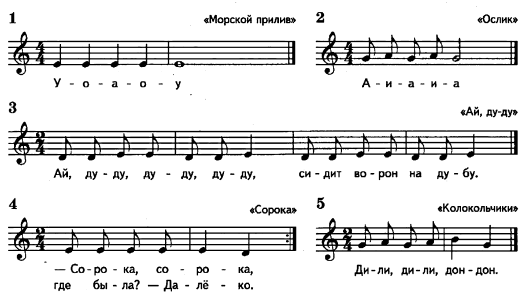 1 «Морской прилив»
У - о - а - о - у
2 «Ослик»
А - и - а - и - а
3 «Ай, ду-ду»
Ай, ду - ду, ду - ду, ду - ду, си - дит во - рон на ду - бу.
4 «Сорока»
— Со - ро - ка, со - ро - ка,
где бы - ла? — Да - лё - ко.
5 «Колокольчики»
Ди - ли, ди - ли, дон - дон.